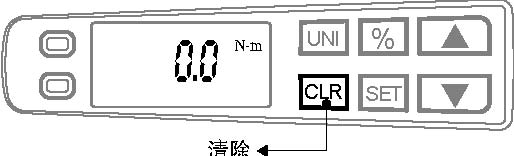 UNI % ▲
0.0 N-m
CLR SET ▼
清除